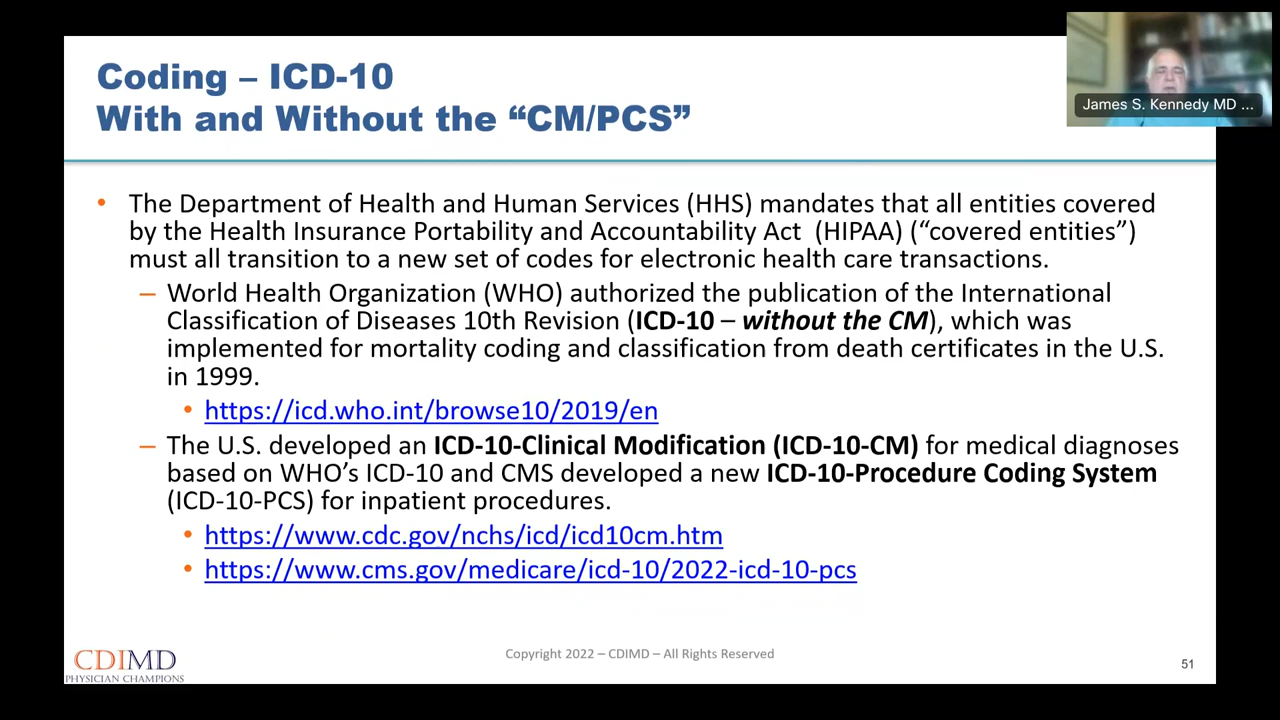 Coding – ICD-10
With and Without the “CM/PCS”
James S. Kennedy MD ...
• The Department of Health and Human Services (HHS) mandates that all entities covered
by the Health Insurance Portability and Accountability Act (HIPAA) (“covered entities”)
must all transition to a new set of codes for electronic health care transactions.
– World Health Organization (WHO) authorized the publication of the International
Classification of Diseases 10th Revision (ICD-10 – without the CM), which was
implemented for mortality coding and classification from death certificates in the U.S.
in 1999.
• https://icd.who.int/browse10/2019/en
– The U.S. developed an ICD-10-Clinical Modification (ICD-10-CM) for medical diagnoses
based on WHO’s ICD-10 and CMS developed a new ICD-10-Procedure Coding System
(ICD-10-PCS) for inpatient procedures.
• https://www.cdc.gov/nchs/icd/icd10cm.htm
• https://www.cms.gov/medicare/icd-10/2022-icd-10-pcs
CDIMD
PHYSICIAN CHAMPIONS
Copyright 2022 – CDIMD – All Rights Reserved
51